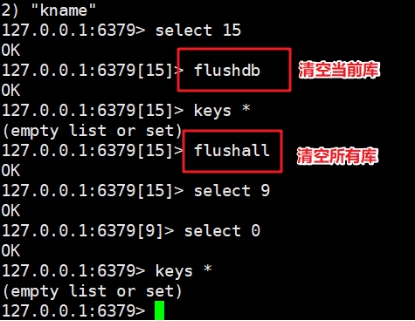 2) "kname"
127.0.0.1:6379> select 15
OK
127.0.0.1:6379[15]> flushdb 清空当前库
OK
127.0.0.1:6379[15]> keys *
(empty list or set)
127.0.0.1:6379[15]> flushall 清空所有库
OK
127.0.0.1:6379[15]> select 9
OK
127.0.0.1:6379[9]> select 0
OK
127.0.0.1:6379> keys *
(empty list or set)
127.0.0.1:6379>